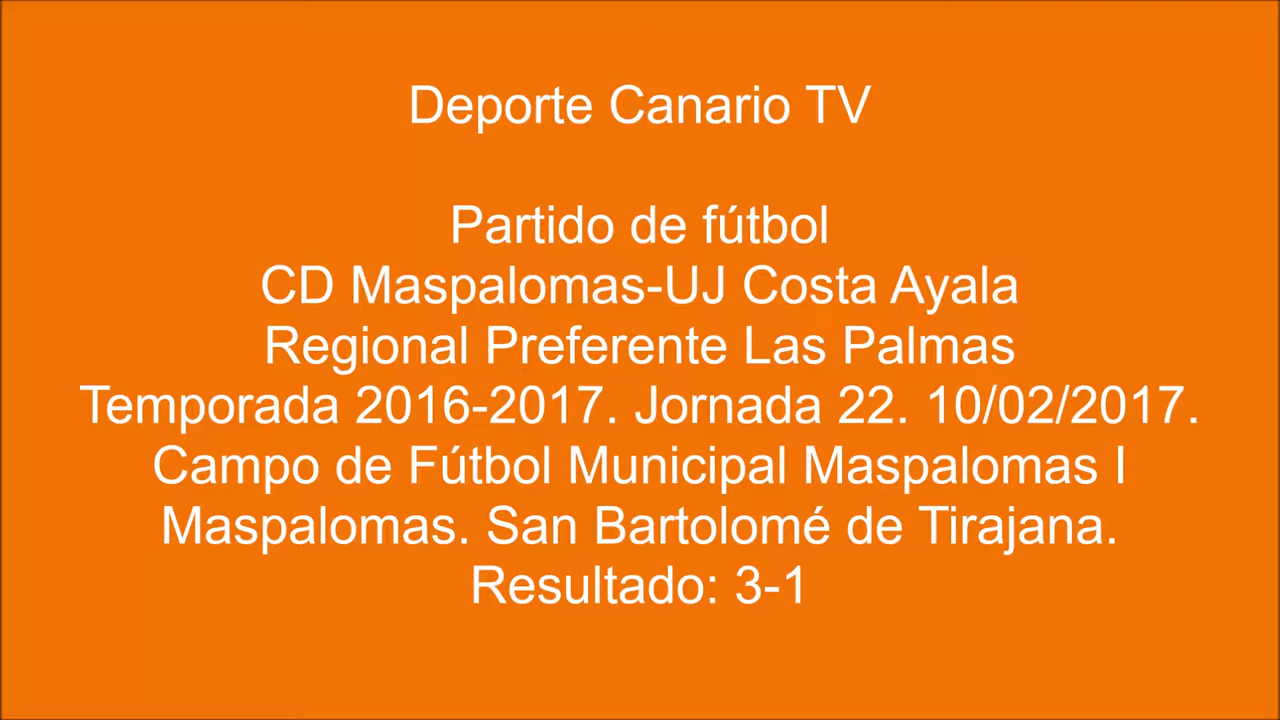 Deporte Canario TV
Partido de fútbol
CD Maspalomas-UJ Costa Ayala
Regional Preferente Las Palmas
Temporada 2016-2017. Jornada 22. 10/02/2017.
Campo de Fútbol Municipal Maspalomas I
Maspalomas. San Bartolomé de Tirajana.
Resultado: 3-1